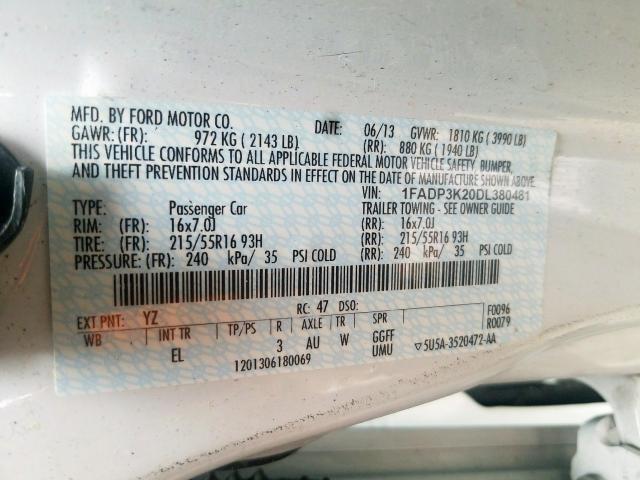 MFD. BY FORD MOTOR CO. DATE: 06/13 GVWR: 1810 KG ( 3990 LB)
GAWR: (FR): 972 KG ( 2143 LB) (RR): 880 KG ( 1940 LB)
THIS VEHICLE CONFORMS TO ALL APPLICABLE FEDERAL MOTOR VEHICLE SAFETY, BUMPER,
AND THEFT PREVENTION STANDARDS IN EFFECT ON THE DATE OF MANUFACTURE SHOWN ABOVE.
VIN: 1FADP3K20DL380481
TYPE: Passenger Car TRAILER TOWING - SEE OWNER GUIDE
RIM: (FR): 16x7.0J (RR): 16x7.0J
TIRE: (FR): 215/55R16 93H (RR): 215/55R16 93H
PRESSURE: (FR): 240 kPa/ 35 PSI COLD (RR): 240 kPa/ 35 PSI COLD
EXT PNT: YZ RC: 47 DSO: F0096
WB INT TR TP/PS R AXLE TR SPR R0079
EL 3 AU W GGFF
1201306180069 UMU ▽5U5A-3520472-AA